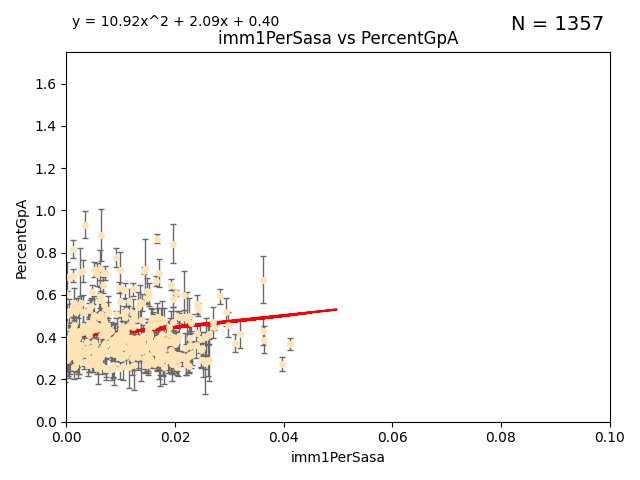 y = 10.92x^2 + 2.09x + 0.40
N = 1357
imm1PerSasa vs PercentGpA
PercentGpA
1.6
1.4
1.2
1.0
0.8
0.6
0.4
0.2
0.0
0.00 0.02 0.04 0.06 0.08 0.10
imm1PerSasa